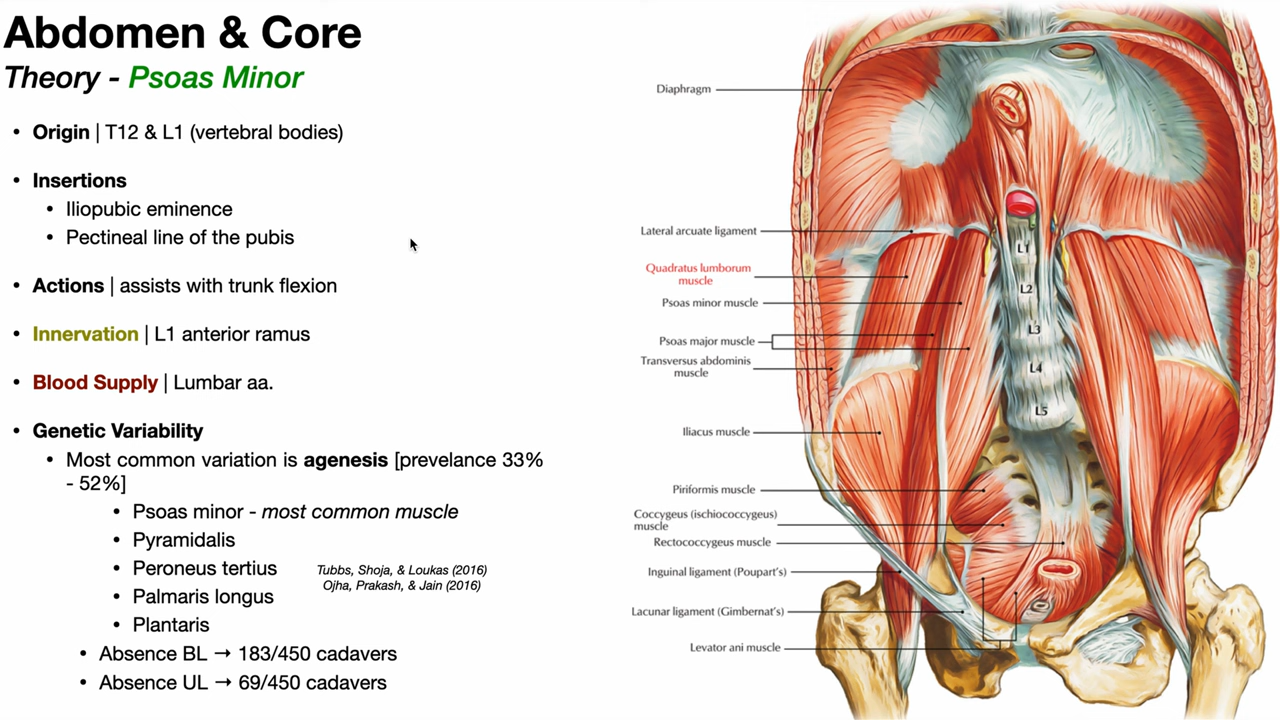 Abdomen & Core
Theory - Psoas Minor
• Origin | T12 & L1 (vertebral bodies)
• Insertions
• Iliopubic eminence
• Pectineal line of the pubis
• Actions | assists with trunk flexion
• Innervation | L1 anterior ramus
• Blood Supply | Lumbar aa.
• Genetic Variability
• Most common variation is agenesis [prevelance 33%
- 52%]
• Psoas minor - most common muscle
• Pyramidalis
• Peroneus tertius
• Palmaris longus
• Plantaris
Tubbs, Shoja, & Loukas (2016)
Ojha, Prakash, & Jain (2016)
• Absence BL → 183/450 cadavers
• Absence UL → 69/450 cadavers
Diaphragm
Lateral arcuate ligament
Quadratus lumborum
muscle
Psoas minor muscle
Psoas major muscle
Transversus abdominis
muscle
Iliacus muscle
Piriformis muscle
Coccygeus (ischiococcygeus)
muscle
Rectococcygeus muscle
Inguinal ligament (Poupart's)
Lacunar ligament (Gimbernat's)
Levator ani muscle
L1
L2
L3
L4
L5